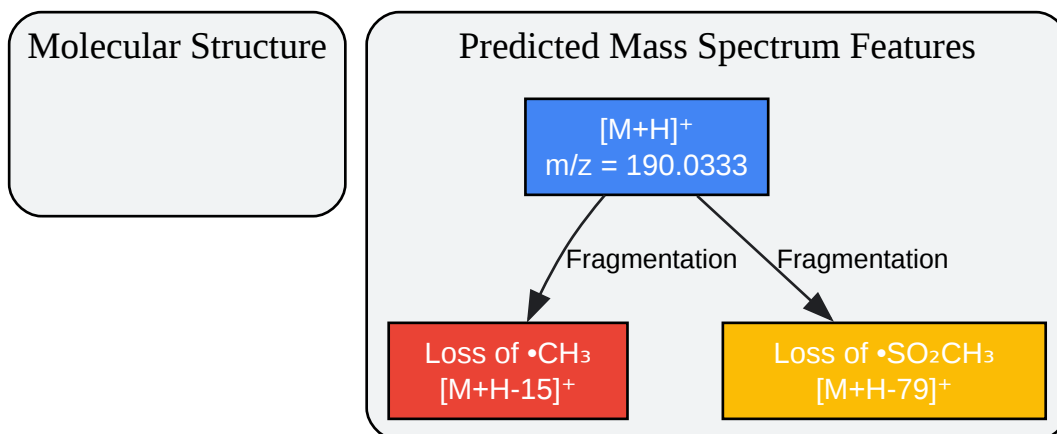 Molecular Structure
Predicted Mass Spectrum Features
[M+H]⁺
m/z = 190.0333
Fragmentation
Fragmentation
Loss of •CH₃
[M+H-15]⁺
Loss of •SO₂CH₃
[M+H-79]⁺